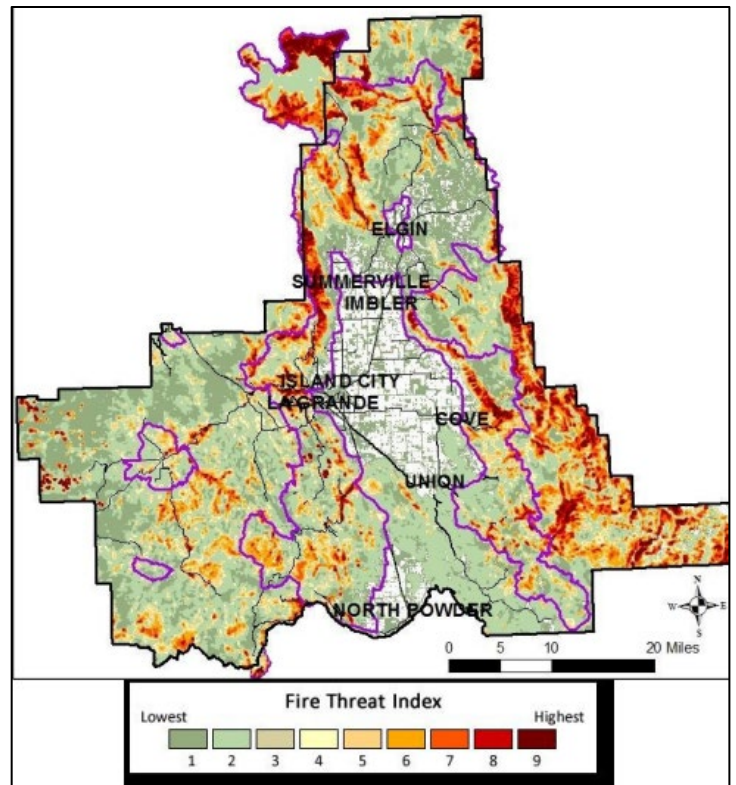 ELGIN
SUMMERVILLE
IMBLER
ISLAND CITY
LA GRANDE
COVE
UNION
NORTH POWDER
N
W E
S
0 5 10 20 Miles
Fire Threat Index
Lowest Highest
1 2 3 4 5 6 7 8 9